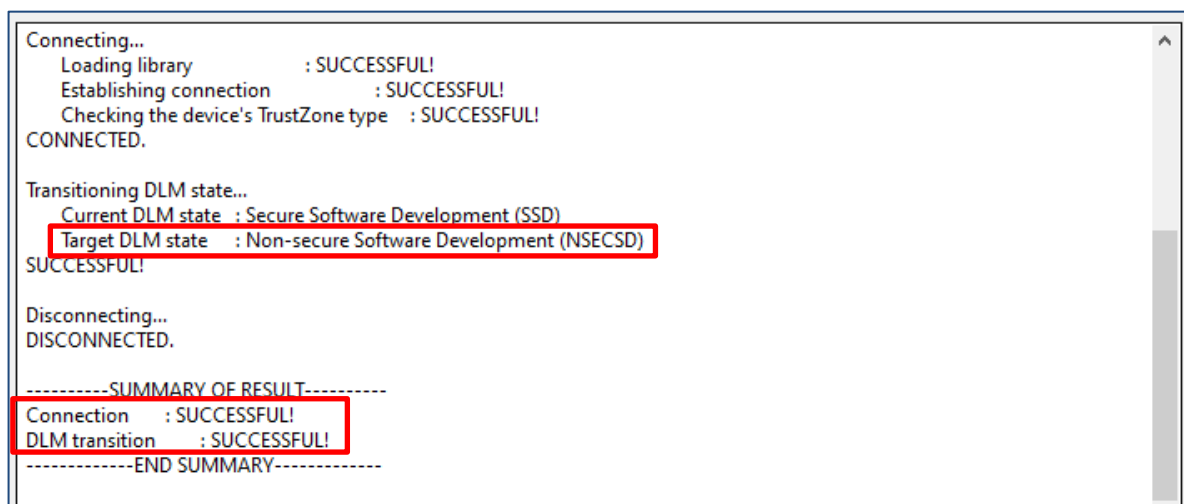 Connecting...
Loading library : SUCCESSFUL!
Establishing connection : SUCCESSFUL!
Checking the device's TrustZone type : SUCCESSFUL!
CONNECTED.
Transitioning DLM state...
Current DLM state : Secure Software Development (SSD)
Target DLM state : Non-secure Software Development (NSECSD)
SUCCESSFUL!
Disconnecting...
DISCONNECTED.
----------SUMMARY OF RESULT----------
Connection : SUCCESSFUL!
DLM transition : SUCCESSFUL!
-------------END SUMMARY-------------